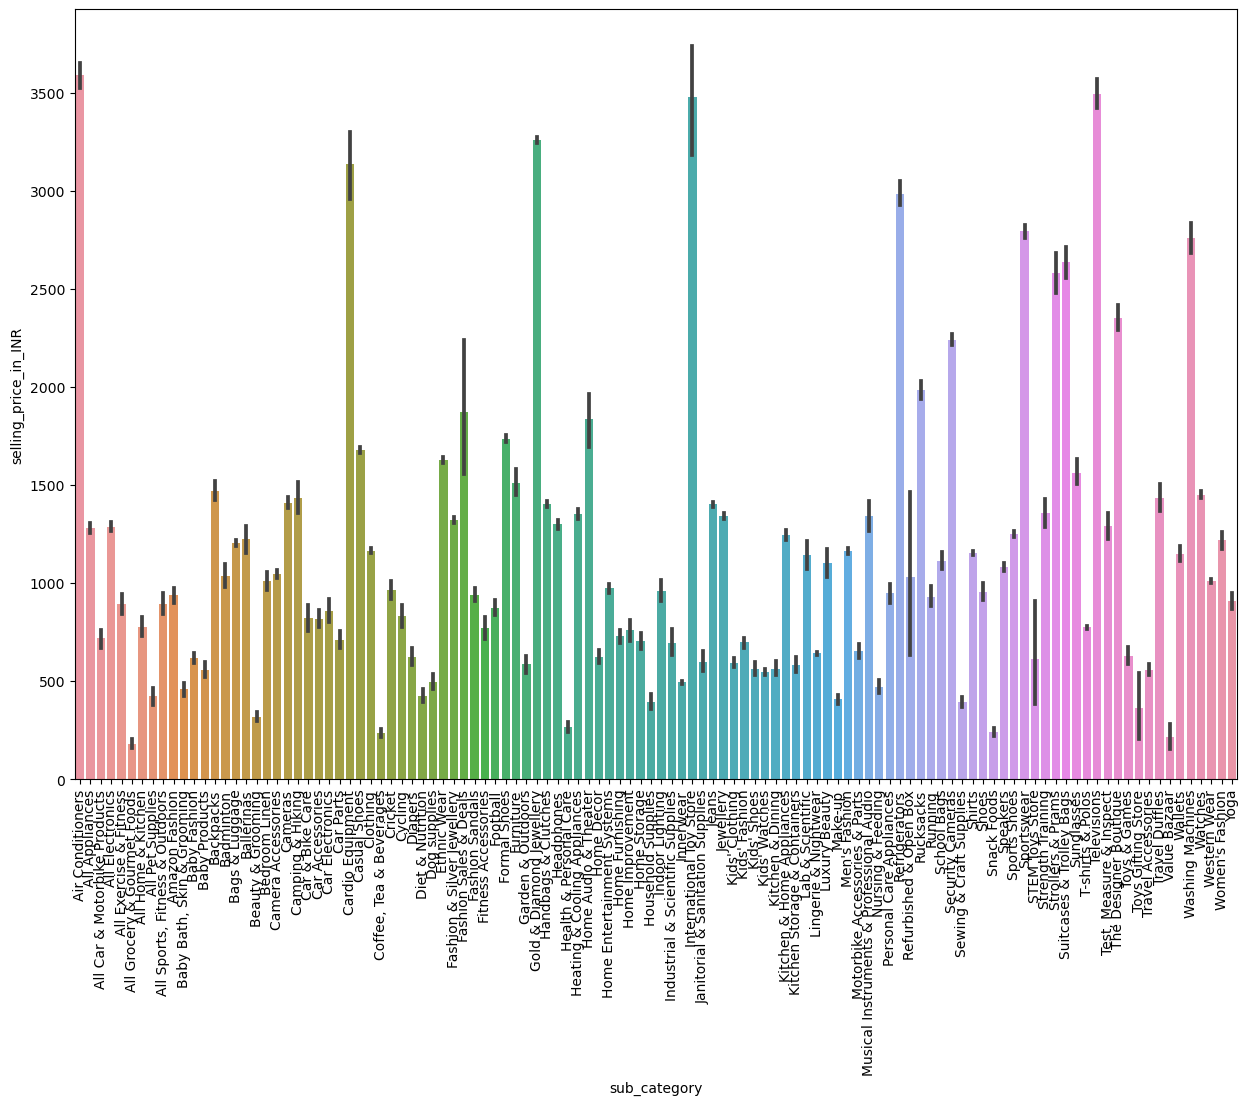 3500
3000
2500
2000
1500
1000
500
0
selling_price_in_INR
Air Conditioners
All Appliances
All Car & Motorbike Products
All Electronics
All Exercise & Fitness
All Grocery & Gourmet Foods
All Home & Kitchen
All Pet Supplies
All Sports, Fitness & Outdoors
Amazon Fashion
Baby Bath, Skin & Grooming
Baby Fashion
Baby Products
Backpacks
Badminton
Bags & Luggage
Ballerinas
Beauty & Grooming
Bedroom Linen
Camera Accessories
Cameras
Camping & Hiking
Car & Bike Care
Car Accessories
Car Electronics
Car Parts
Cardio Equipment
Casual Shoes
Clothing
Coffee, Tea & Beverages
Cricket
Cycling
Diapers
Diet & Nutrition
Dog supplies
Ethnic Wear
Fashion & Silver Jewellery
Fashion Sales & Deals
Fashion Sandals
Fitness Accessories
Football
Formal Shoes
Furniture
Garden & Outdoors
Gold & Diamond Jewellery
Handbags & Clutches
Headphones
Health & Personal Care
Heating & Cooling Appliances
Home Audio & Theater
Home Décor
Home Entertainment Systems
Home Furnishing
Home Improvement
Home Storage
Household Supplies
Indoor Lighting
Industrial & Scientific Supplies
Innerwear
International Toy Store
Janitorial & Sanitation Supplies
Jeans
Jewellery
Kids' Clothing
Kids' Fashion
Kids' Shoes
Kids' Watches
Kitchen & Dining
Kitchen & Home Appliances
Kitchen Storage & Containers
Lab & Scientific
Lingerie & Nightwear
Luxury Beauty
Make-up
Men's Fashion
Motorbike Accessories & Parts
Musical Instruments & Professional Audio
Nursing & Feeding
Personal Care Appliances
Refrigerators
Refurbished & Open Box
Rucksacks
Running
School Bags
Security Cameras
Sewing & Craft Supplies
Shirts
Shoes
Snack Foods
Speakers
Sports Shoes
Sportswear
STEM Toys Store
Strength Training
Strollers & Prams
Suitcases & Trolley Bags
Sunglasses
T-shirts & Polos
Televisions
Test, Measure & Inspect
The Designer Boutique
Toys & Games
Toys Gifting Store
Travel Accessories
Travel Duffles
Value Bazaar
Wallets
Washing Machines
Watches
Western Wear
Women's Fashion
Yoga
sub_category